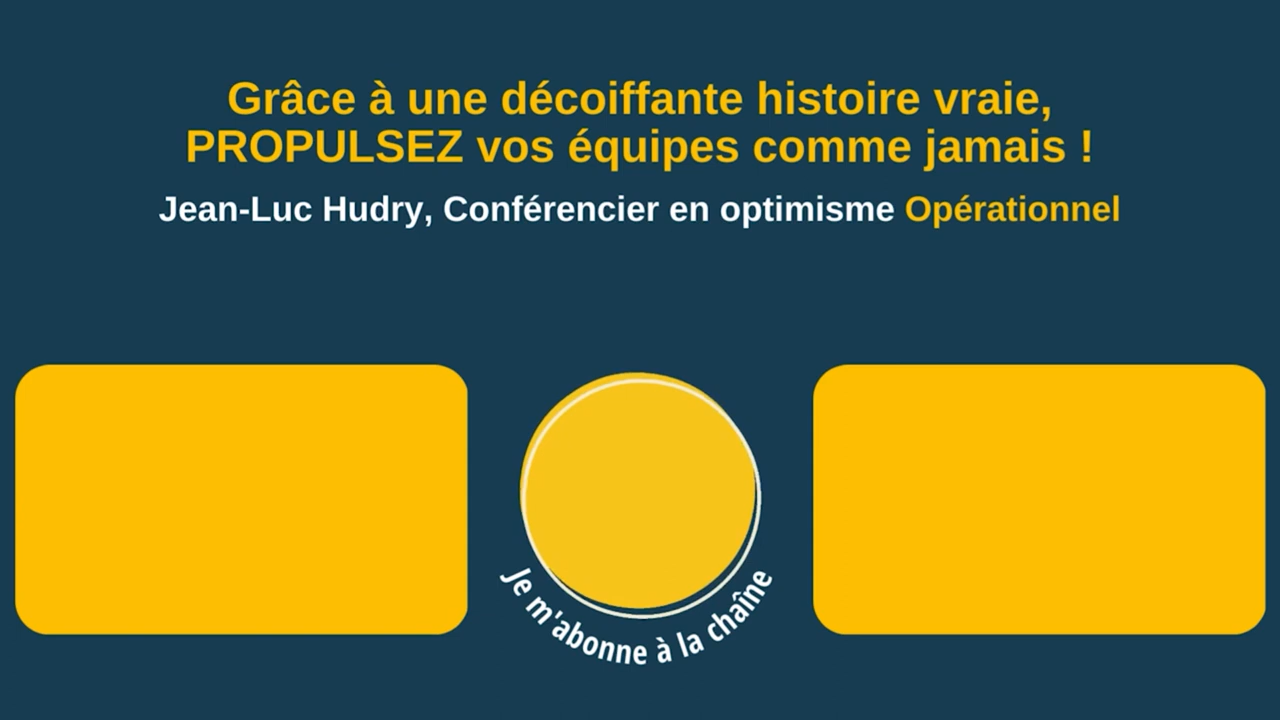 Grâce à une décoiffante histoire vraie,
PROPULSEZ vos équipes comme jamais !
Jean-Luc Hudry, Conférencier en optimisme Opérationnel
Je m'abonne à la chaîne